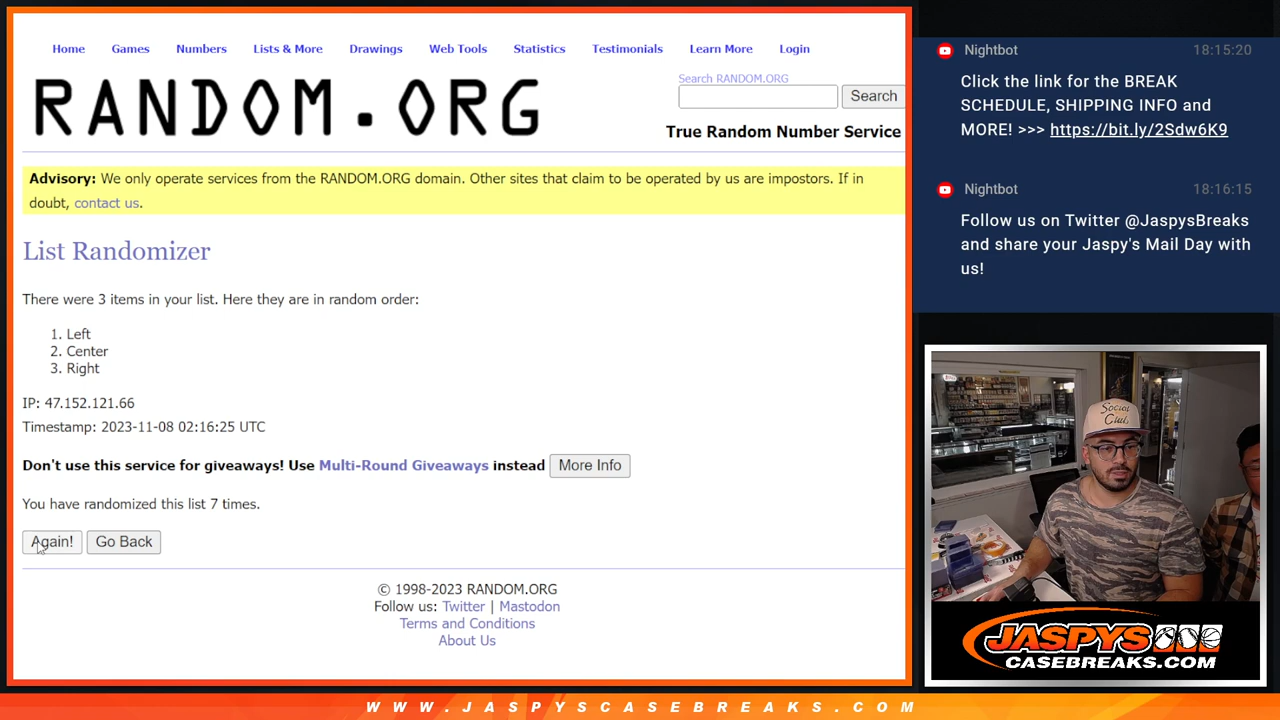 Home Games Numbers Lists & More Drawings Web Tools Statistics Testimonials Learn More Login
RANDOM.ORG
Search RANDOM.ORG
Search
True Random Number Service
Advisory: We only operate services from the RANDOM.ORG domain. Other sites that claim to be operated by us are impostors. If in
doubt, contact us.
List Randomizer
There were 3 items in your list. Here they are in random order:
1. Left
2. Center
3. Right
IP: 47.152.121.66
Timestamp: 2023-11-08 02:16:25 UTC
Don't use this service for giveaways! Use Multi-Round Giveaways instead More Info
You have randomized this list 7 times.
Again! Go Back
© 1998-2023 RANDOM.ORG
Follow us: Twitter | Mastodon
Terms and Conditions
About Us
Nightbot 18:15:20
Click the link for the BREAK
SCHEDULE, SHIPPING INFO and
MORE! >>> https://bit.ly/2Sdw6K9
Nightbot 18:16:15
Follow us on Twitter @JaspysBreaks
and share your Jaspy's Mail Day with
us!
Social
Club
JASPYS
CASEBREAKS.COM
WWW.JASPYSCASEBREAKS.COM